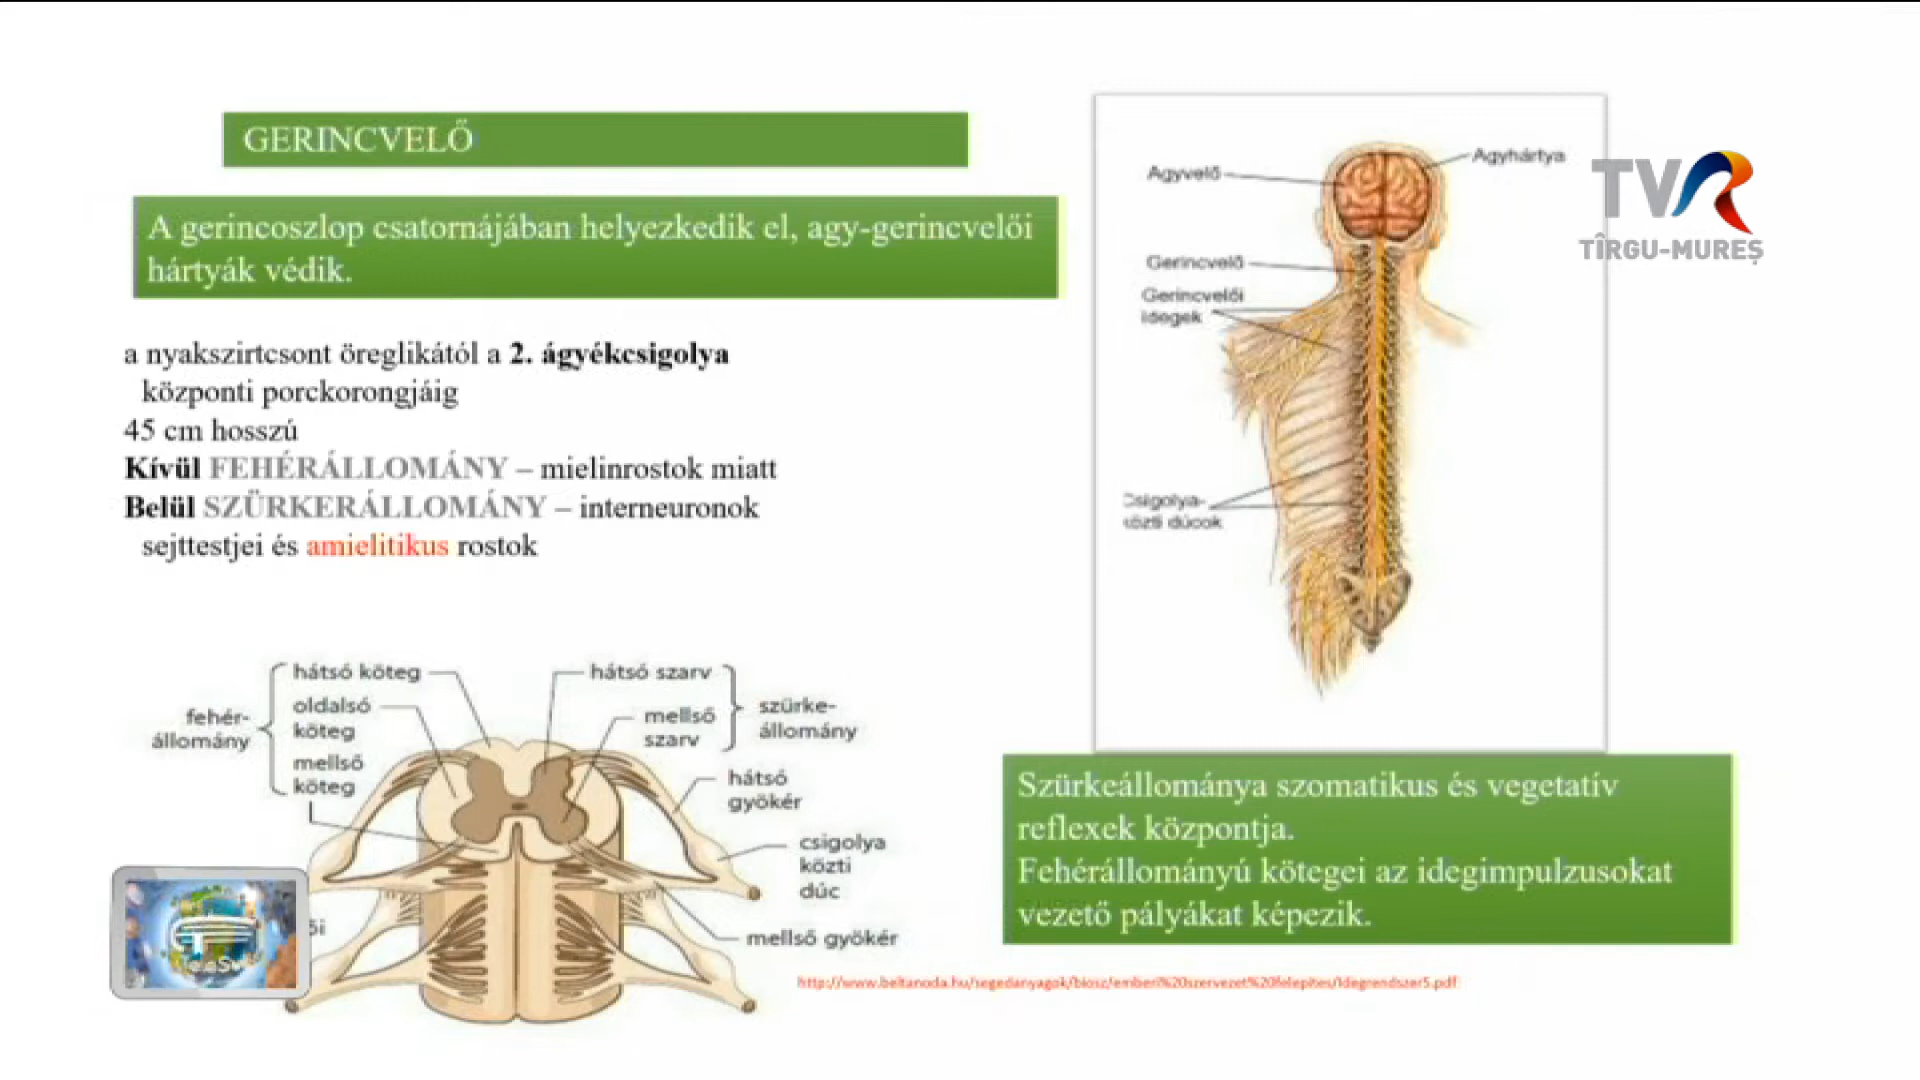 GERINCVELŐ
A gerincoszlop csatornájában helyezkedik el, agy-gerincvelői
hártyák védik.
a nyakszirtcsont öreglikától a 2. ágyékcsigolya
központi porckorongjáig
45 cm hosszú
Kívül FEHÉRÁLLOMÁNY – mielinrostok miatt
Belül SZÜRKERÁLLOMÁNY – interneuronok
sejttestjei és amielitikus rostok
Agyvelő
Agyhártya
Gerincvelő
Gerincvelői
idegek
Csigolya-
közti dúcok
TVR
TÎRGU-MUREȘ
hátsó köteg
oldalsó
köteg
mellső
köteg
fehér-
állomány
hátsó szarv
mellső
szarv
szürke-
állomány
hátsó
gyökér
csigolya
közti
dúc
mellső gyökér
Szürkeállománya szomatikus és vegetatív
reflexek központja.
Fehérállományú kötegei az idegimpulzusokat
vezető pályákat képezik.
http://www.beltanoda.hu/segedanyagok/biosz/emberi%20szervezet%20felepites/Idegrendszer5.pdf